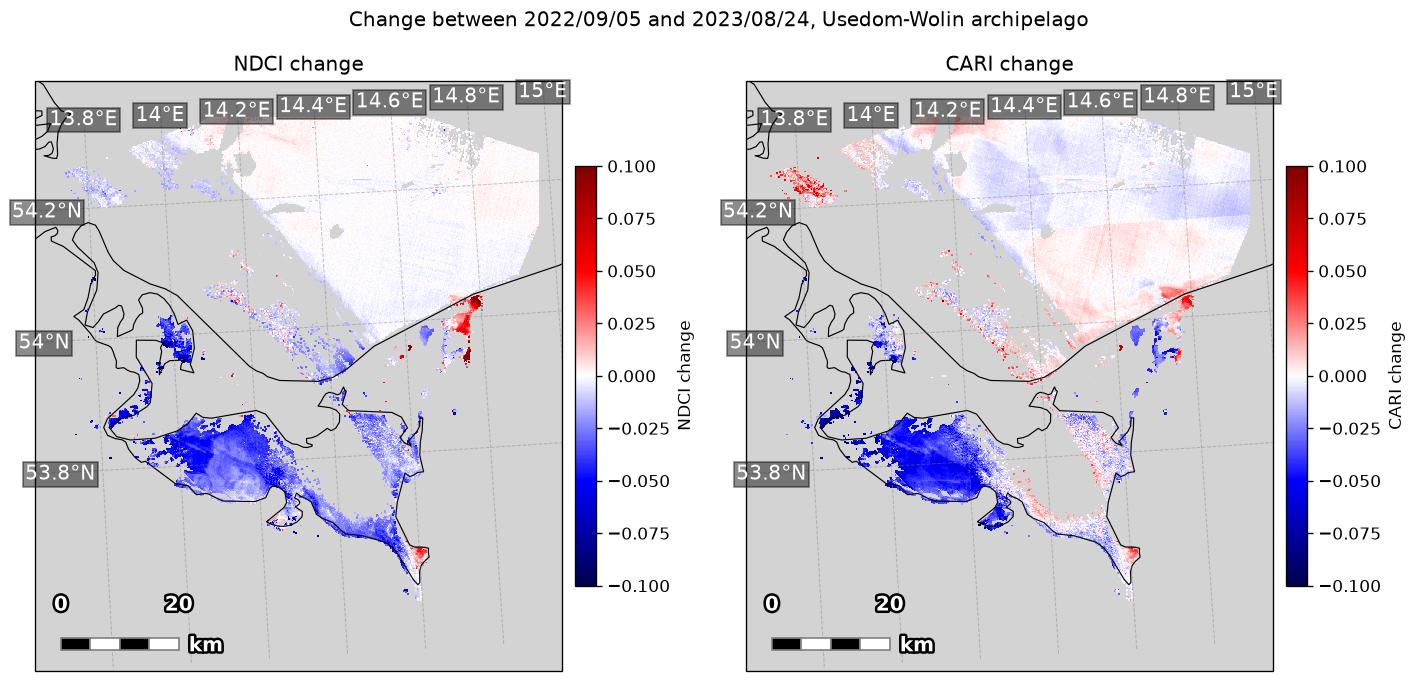 Change between 2022/09/05 and 2023/08/24, Usedom-Wolin archipelago
NDCI change
13.8°E 14°E 14.2°E 14.4°E 14.6°E 14.8°E 15°E
54.2°N
54°N
53.8°N
0 20
km
0.100
0.075
0.050
0.025
0.000
−0.025
−0.050
−0.075
−0.100
NDCI change
CARI change
13.8°E 14°E 14.2°E 14.4°E 14.6°E 14.8°E 15°E
54.2°N
54°N
53.8°N
0 20
km
0.100
0.075
0.050
0.025
0.000
−0.025
−0.050
−0.075
−0.100
CARI change